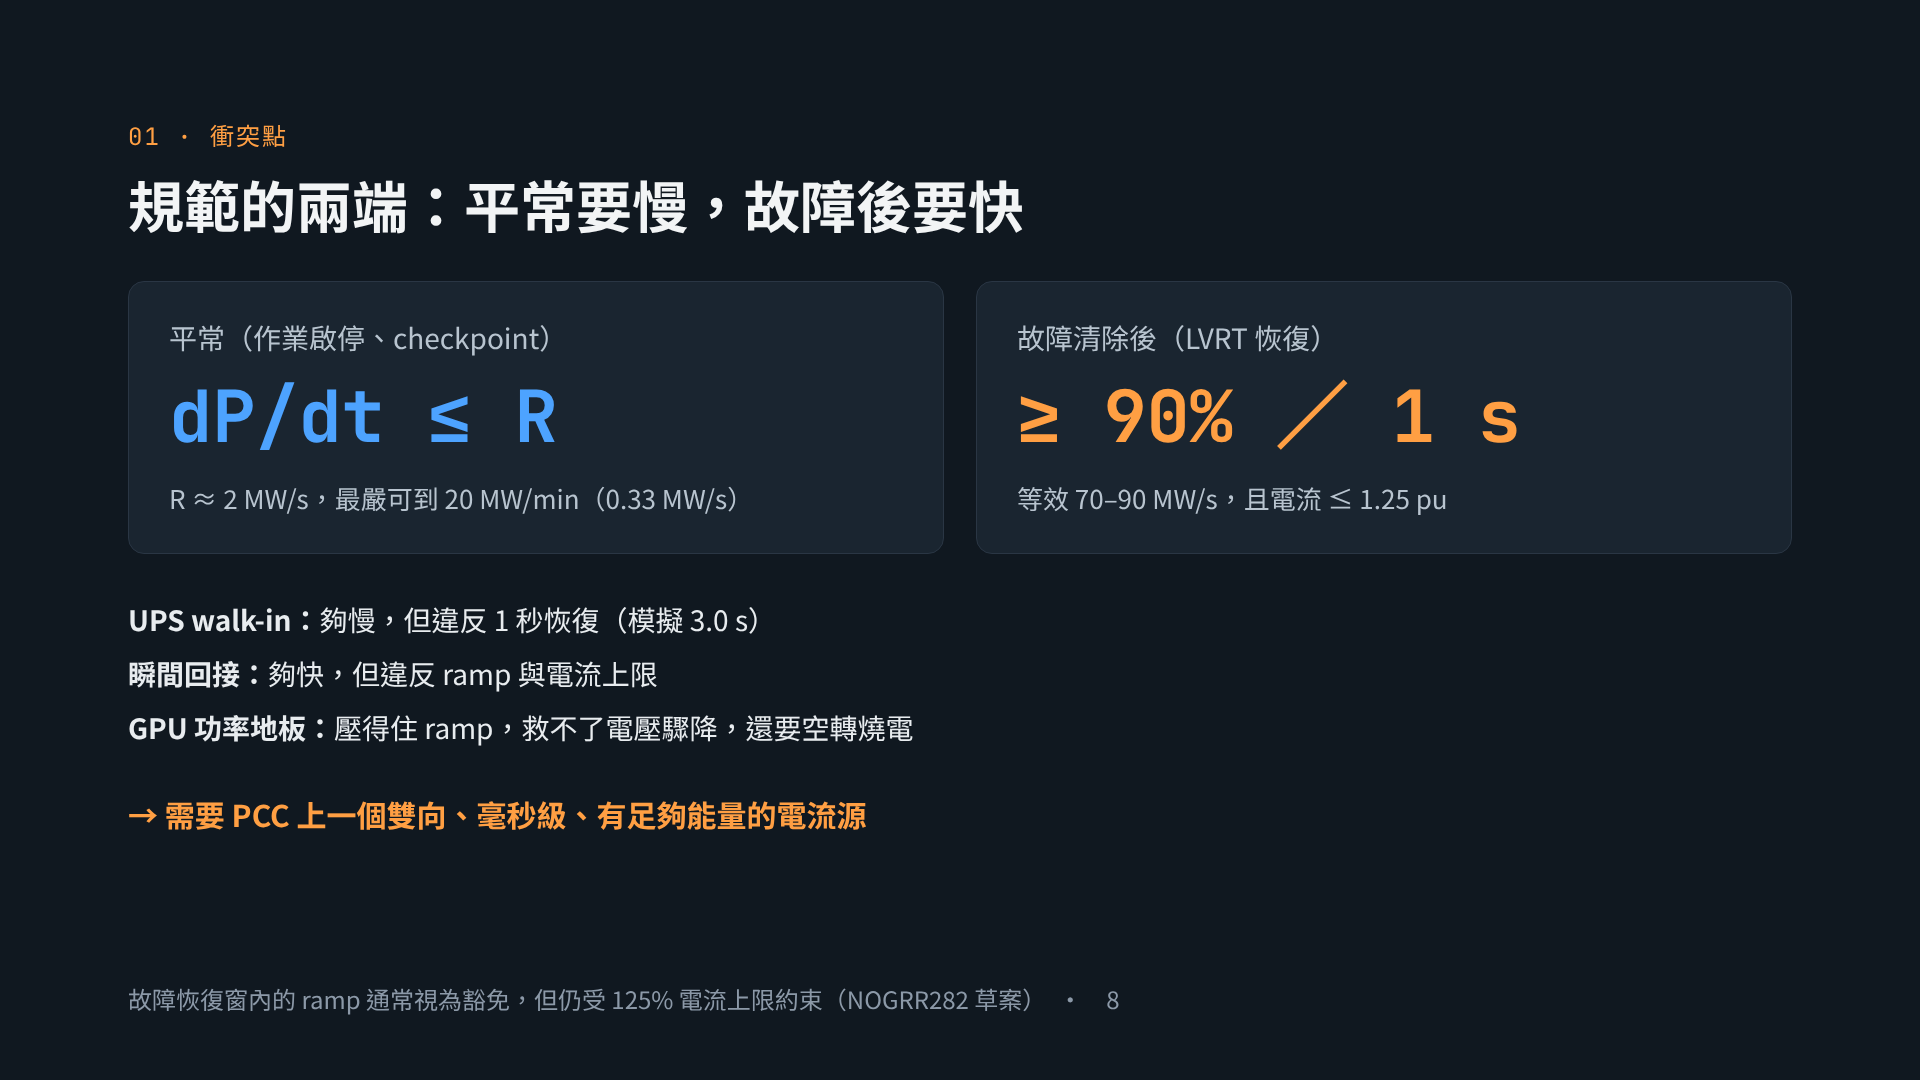 01 · 衝突點
規範的兩端：平常要慢，故障後要快
平常（作業啟停、checkpoint）
dP/dt ≤ R
R ≈ 2 MW/s，最嚴可到 20 MW/min（0.33 MW/s）
故障清除後（LVRT 恢復）
≥ 90% ／ 1 s
等效 70–90 MW/s，且電流 ≤ 1.25 pu
UPS walk-in：夠慢，但違反 1 秒恢復（模擬 3.0 s）
瞬間回接：夠快，但違反 ramp 與電流上限
GPU 功率地板：壓得住 ramp，救不了電壓驟降，還要空轉燒電
→ 需要 PCC 上一個雙向、毫秒級、有足夠能量的電流源
故障恢復窗內的 ramp 通常視為豁免，但仍受 125% 電流上限約束（NOGRR282 草案） · 8